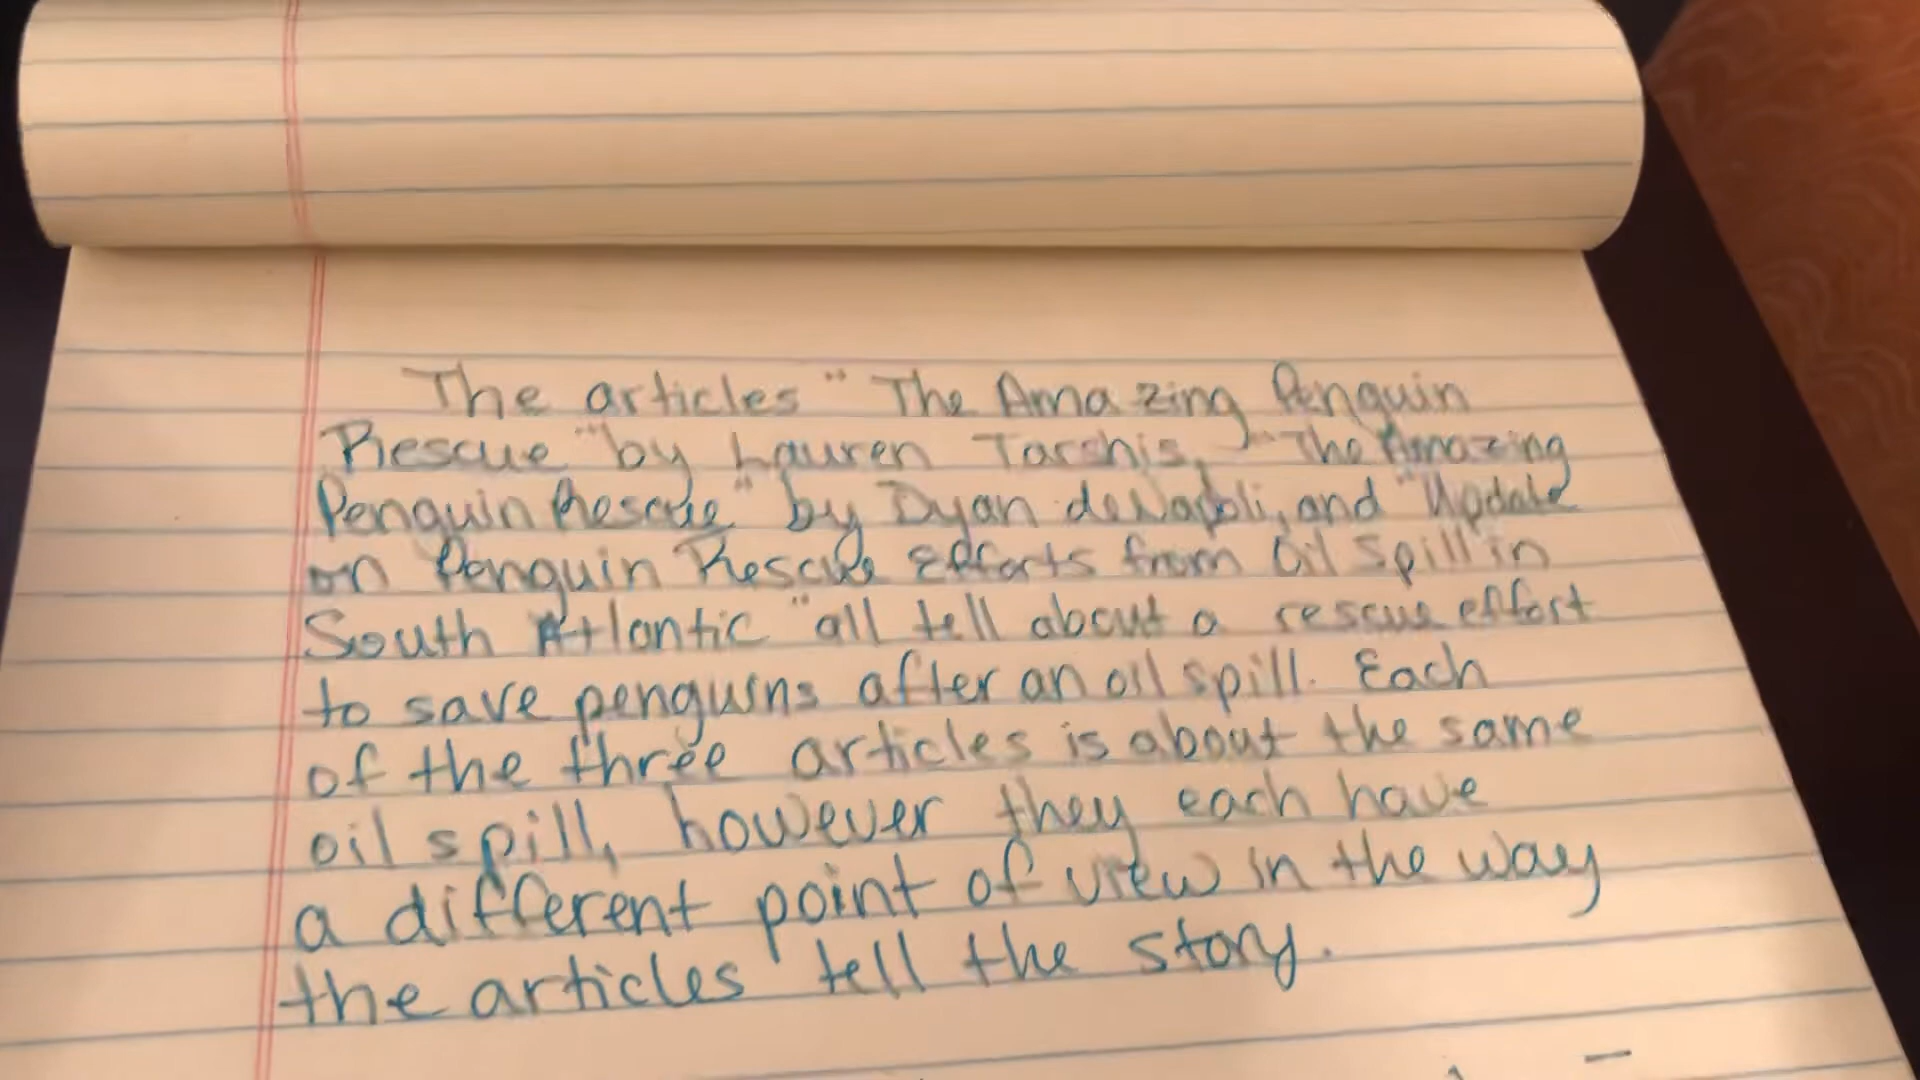 The articles "The Amazing Penguin
Rescue" by Lauren Tarshis, "The Amazing
Penguin Rescue" by Dyan deNapoli, and "Update
on Penguin Rescue Efforts from Oil Spill in
South Atlantic" all tell about a rescue effort
to save penguins after an oil spill. Each
of the three articles is about the same
oil spill, however they each have
a different point of view in the way
the articles tell the story.